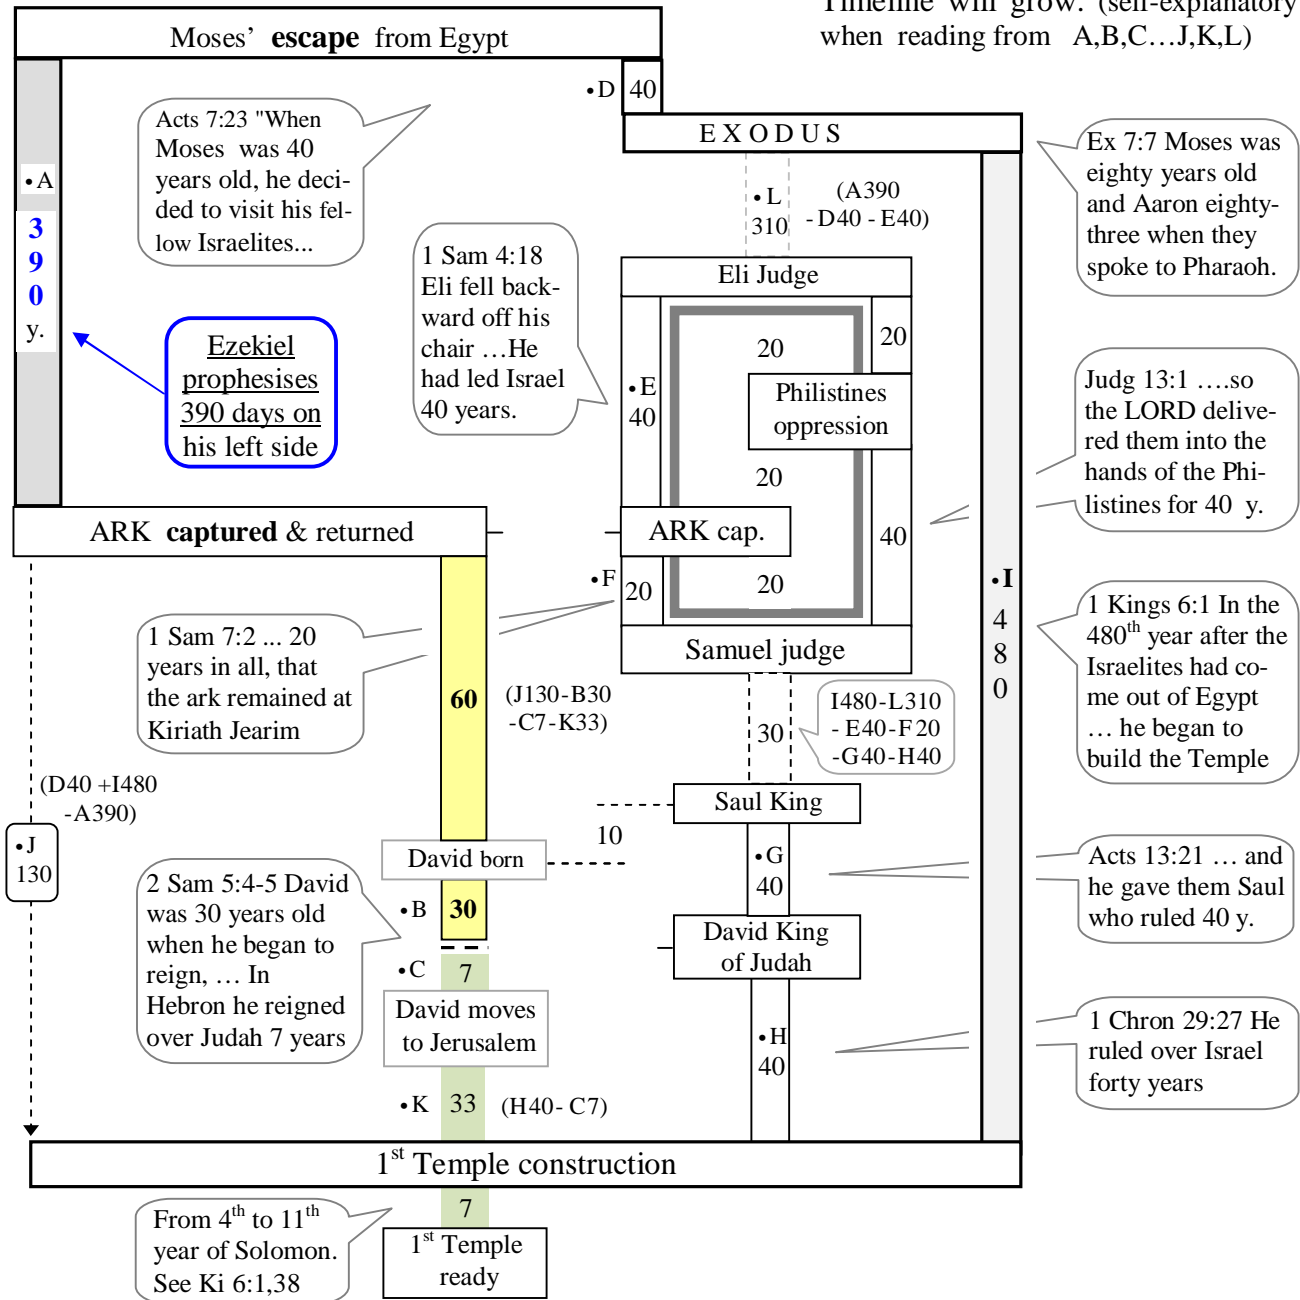 Timeline will grow. (self-explanatory
when reading from A,B,C…J,K,L)
Moses’ escape from Egypt
•D 40
E X O D U S
Acts 7:23 "When
Moses was 40
years old, he deci-
ded to visit his fel-
low Israelites...
Ex 7:7 Moses was
eighty years old
and Aaron eighty-
three when they
spoke to Pharaoh.
•A
3
9
0
y.
•L
310
(A390
- D40 - E40)
1 Sam 4:18
Eli fell back-
ward off his
chair …He
had led Israel
40 years.
Eli Judge
Ezekiel
prophesises
390 days on
his left side
20
20
•E
40
Philistines
oppression
20
Judg 13:1 ….so
the LORD delive-
red them into the
hands of the Phi-
listines for 40 y.
ARK captured & returned
ARK cap.
40
•F
20
20
Samuel judge
•I
4
8
0
1 Sam 7:2 ... 20
years in all, that
the ark remained at
Kiriath Jearim
60
(J130-B30
-C7-K33)
30
I480-L310
- E40-F20
-G40-H40
1 Kings 6:1 In the
480th year after the
Israelites had co-
me out of Egypt
… he began to
build the Temple
(D40 +I480
-A390)
•J
130
Saul King
10
David born
•G
40
Acts 13:21 … and
he gave them Saul
who ruled 40 y.
2 Sam 5:4-5 David
was 30 years old
when he began to
reign, … In
Hebron he reigned
over Judah 7 years
•B 30
David King
of Judah
•C 7
David moves
to Jerusalem
•H
40
1 Chron 29:27 He
ruled over Israel
forty years
•K 33 (H40- C7)
1st Temple construction
7
From 4th to 11th
year of Solomon.
See Ki 6:1,38
1st Temple
ready